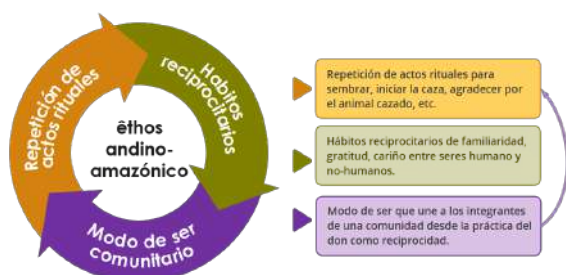 Repetición de
actos rituales
Habitos
reciprocitarios
êthos
andino-
amazónico
Modo de ser
comunitario
Repetición de actos rituales para
sembrar, iniciar la caza, agradecer por
el animal cazado, etc.
Hábitos reciprocitarios de familiaridad,
gratitud, cariño entre seres humano y
no-humanos.
Modo de ser que une a los integrantes
de una comunidad desde la práctica del
don como reciprocidad.